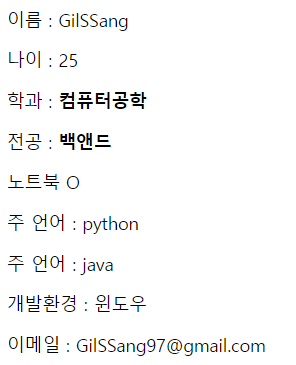 이름 : GilSSang
나이 : 25
학과 : 컴퓨터공학
전공 : 백앤드
노트북 O
주 언어 : python
주 언어 : java
개발환경 : 윈도우
이메일 : GilSSang97@gmail.com